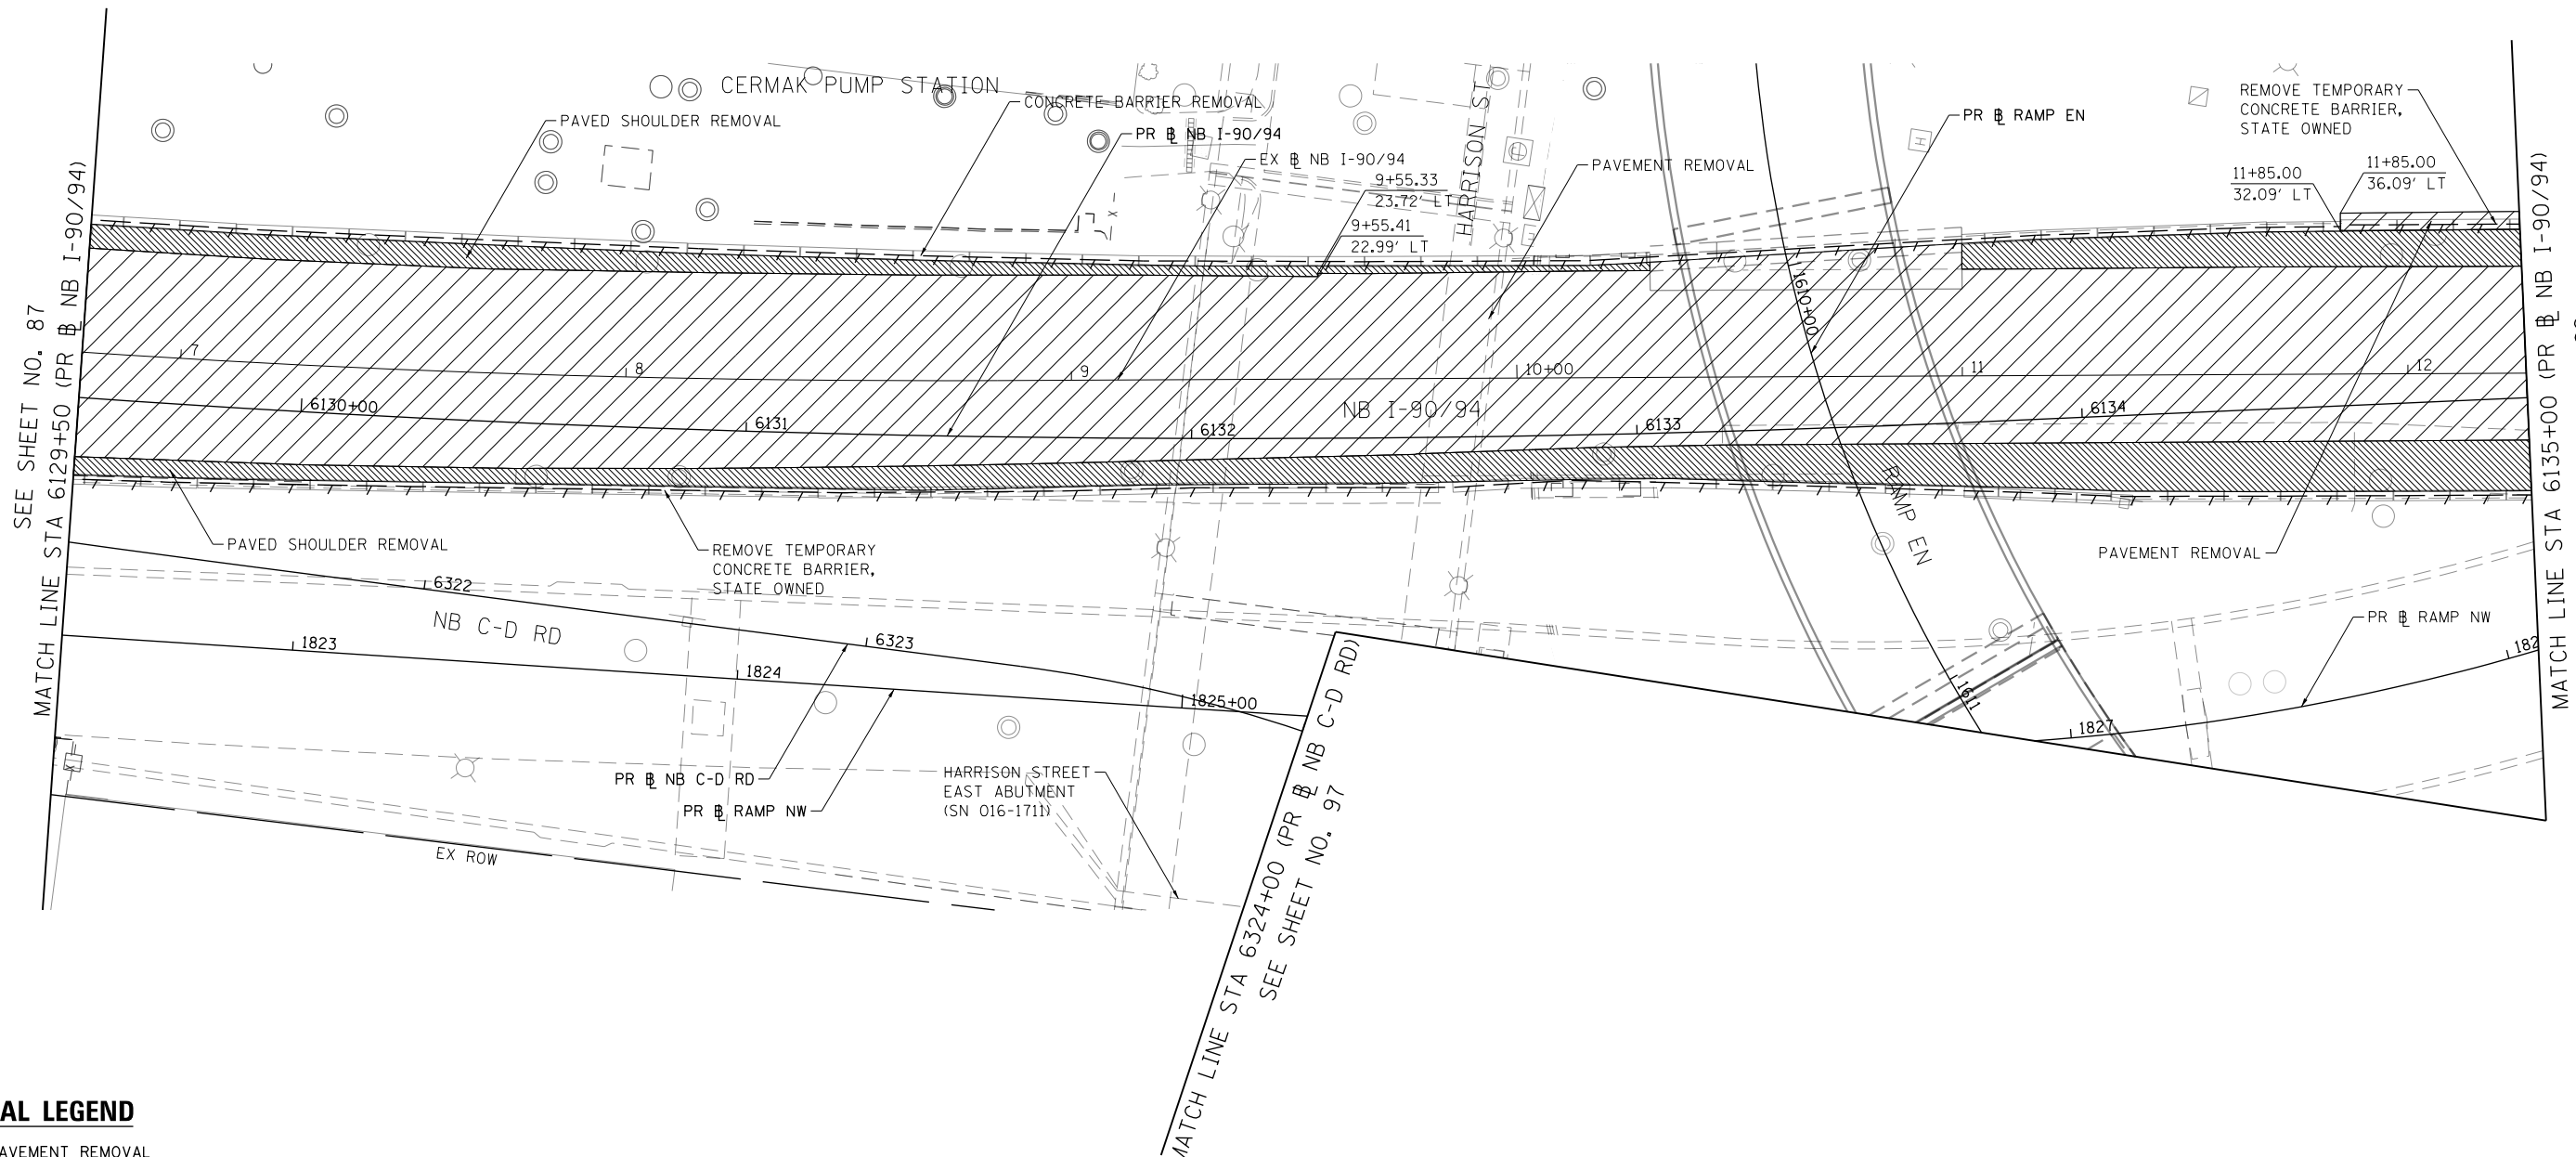 CERMAK PUMP STATION
PAVED SHOULDER REMOVAL
CONCRETE BARRIER REMOVAL
PR ℄ NB I-90/94
EX ℄ NB I-90/94
9+55.33
23.72' LT
9+55.41
22.99' LT
HARRISON ST
PAVEMENT REMOVAL
PR ℄ RAMP EN
REMOVE TEMPORARY
CONCRETE BARRIER,
STATE OWNED
11+85.00
32.09' LT
11+85.00
36.09' LT
SEE SHEET NO. 87
MATCH LINE STA 6129+50 (PR ℄ NB I-90/94)
7
8
9
10+00
11
12
6130+00
6131
6132
6133
6134
NB I-90/94
1610+00
RAMP EN
1611
MATCH LINE STA 6135+00 (PR ℄ NB I-90/94)
PAVED SHOULDER REMOVAL
REMOVE TEMPORARY
CONCRETE BARRIER,
STATE OWNED
PAVEMENT REMOVAL
PR ℄ RAMP NW
6322
6323
NB C-D RD
1823
1824
1825+00
1827
182
PR ℄ NB C-D RD
PR ℄ RAMP NW
HARRISON STREET
EAST ABUTMENT
(SN 016-1711)
EX ROW
MATCH LINE STA 6324+00 (PR ℄ NB C-D RD)
SEE SHEET NO. 97
AL LEGEND
AVEMENT REMOVAL